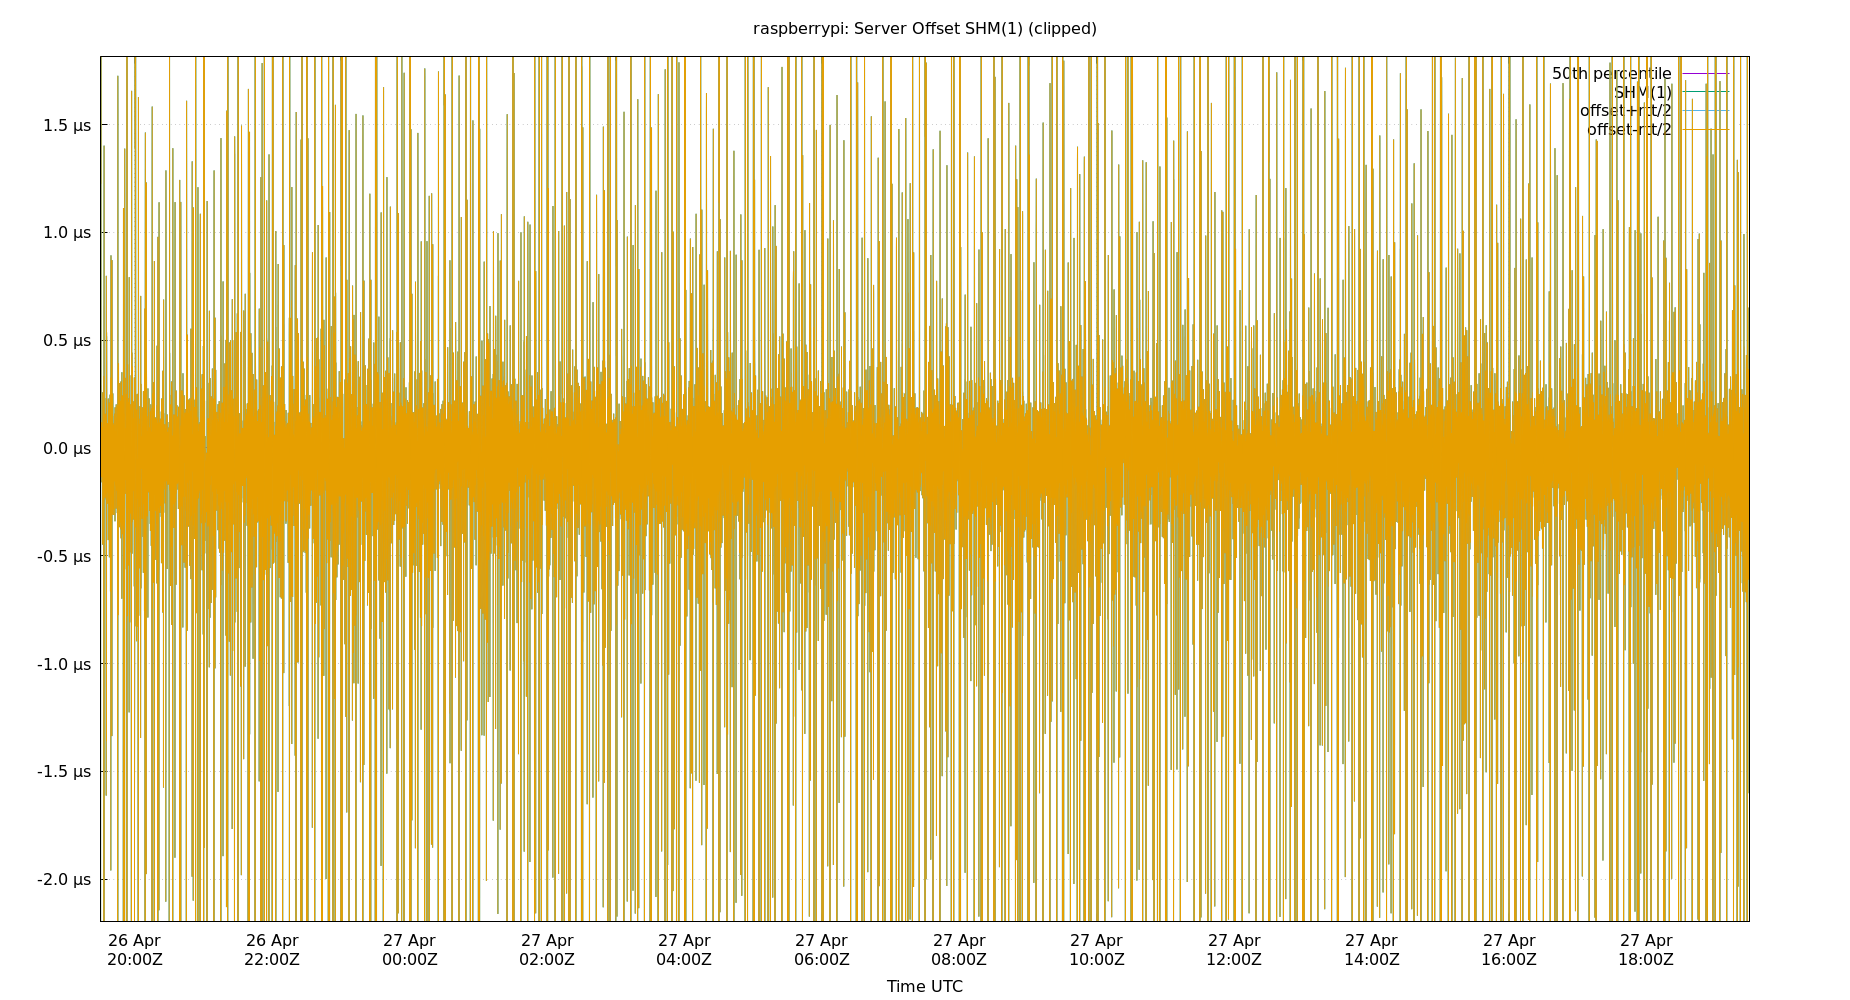 raspberrypi: Server Offset SHM(1) (clipped)
50th percentile
SHM(1)
offset+rtt/2
offset-rtt/2
1.5 µs
1.0 µs
0.5 µs
0.0 µs
-0.5 µs
-1.0 µs
-1.5 µs
-2.0 µs
26 Apr 26 Apr 27 Apr 27 Apr 27 Apr 27 Apr 27 Apr 27 Apr 27 Apr 27 Apr 27 Apr 27 Apr
20:00Z 22:00Z 00:00Z 02:00Z 04:00Z 06:00Z 08:00Z 10:00Z 12:00Z 14:00Z 16:00Z 18:00Z
Time UTC